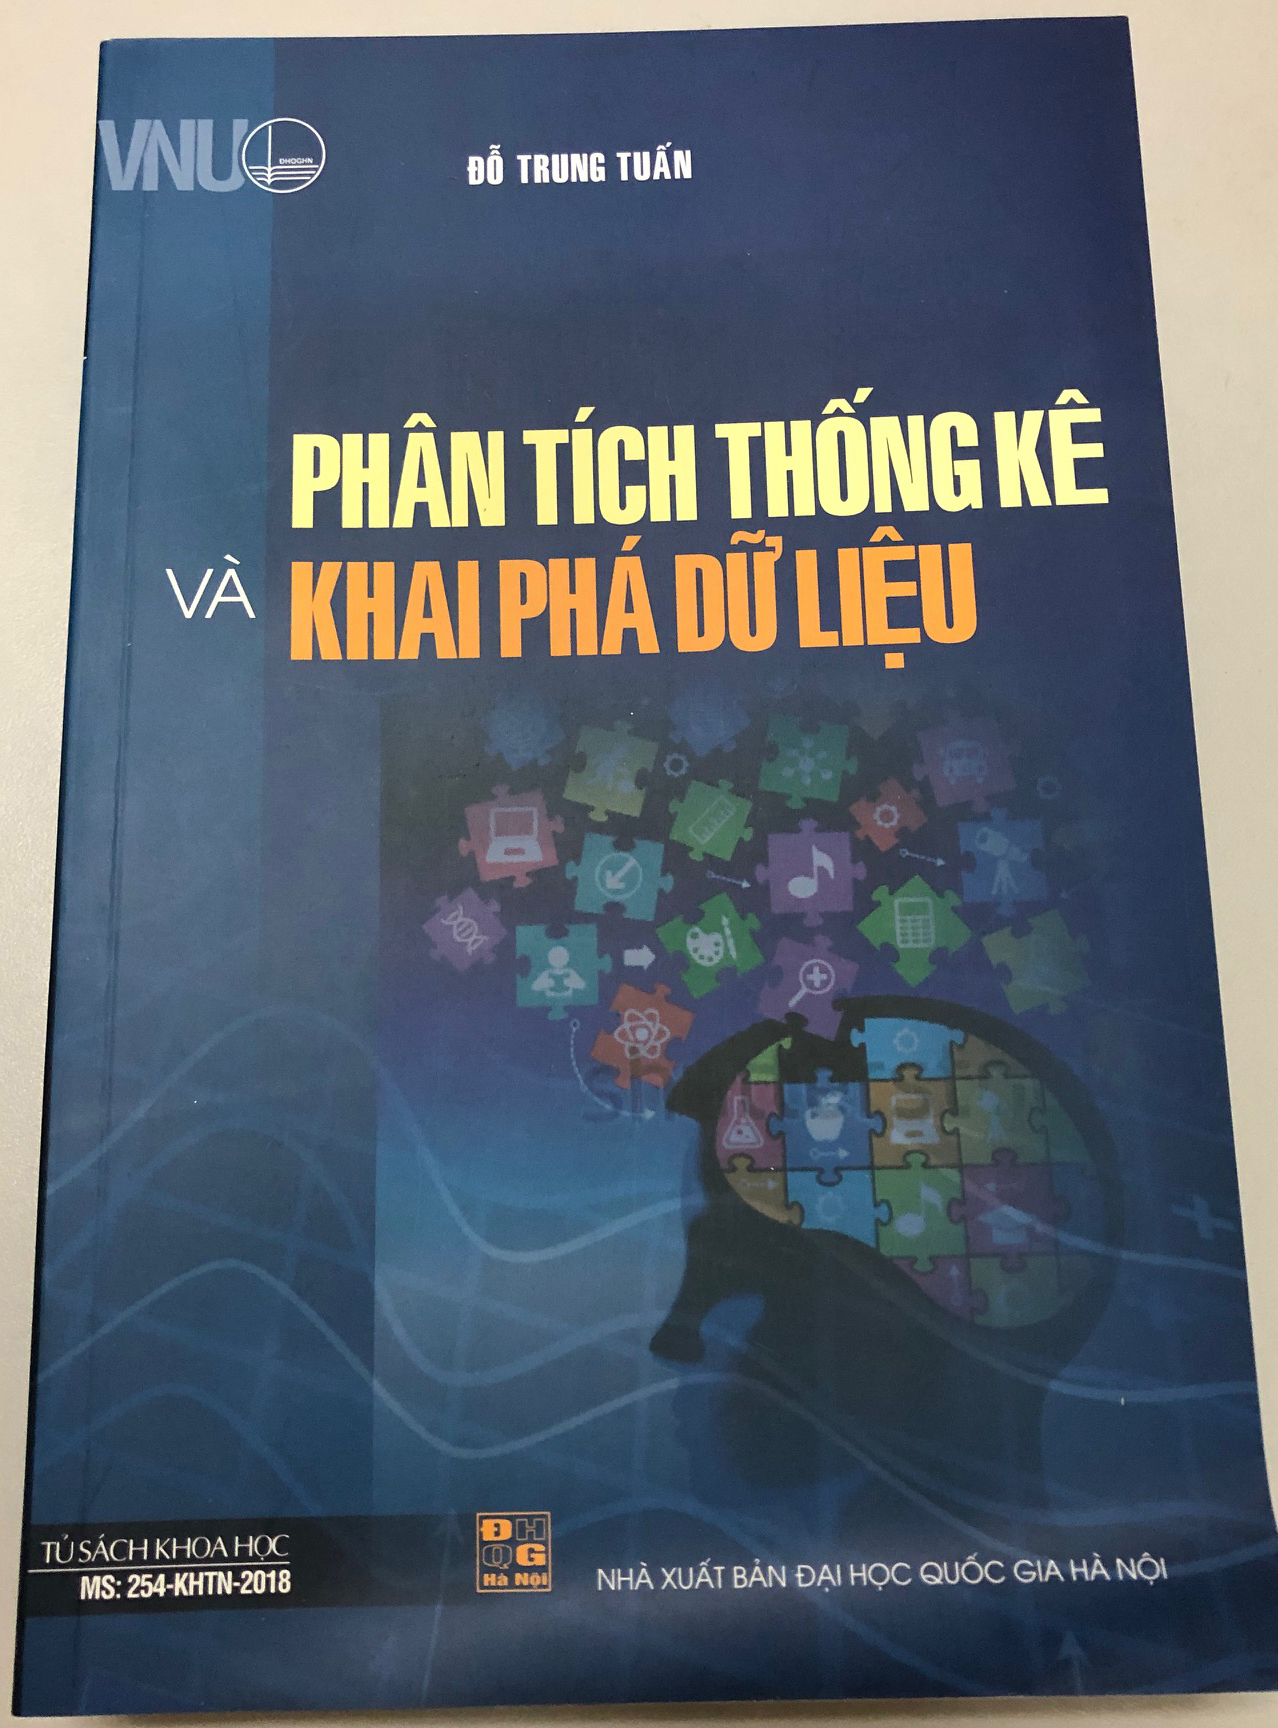 VNU
ĐHQGHN
ĐỖ TRUNG TUẤN
PHÂN TÍCH THỐNG KÊ
VÀ KHAI PHÁ DỮ LIỆU
TỦ SÁCH KHOA HỌC
MS: 254-KHTN-2018
ĐH
QG
Hà Nội
NHÀ XUẤT BẢN ĐẠI HỌC QUỐC GIA HÀ NỘI